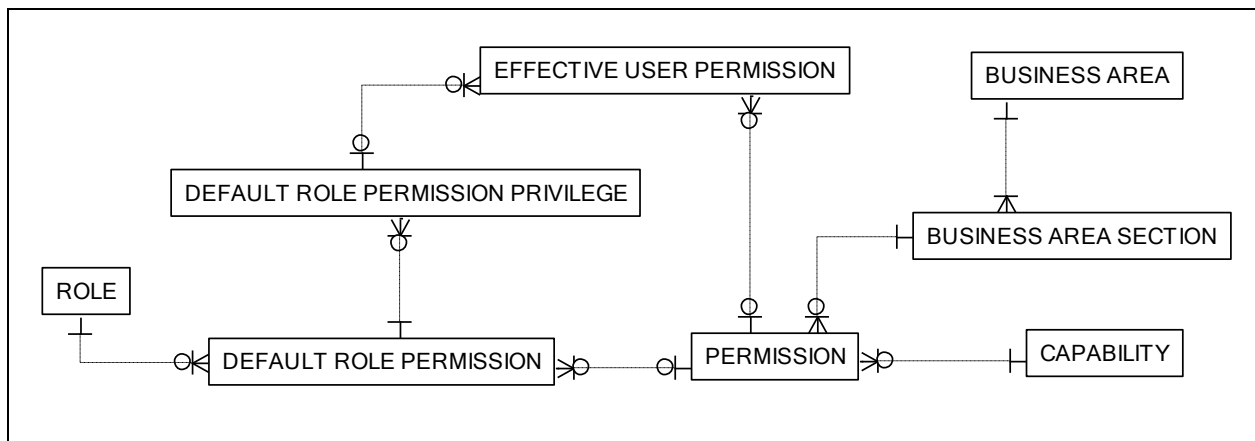 EFFECTIVE USER PERMISSION
BUSINESS AREA
DEFAULT ROLE PERMISSION PRIVILEGE
BUSINESS AREA SECTION
ROLE
DEFAULT ROLE PERMISSION
PERMISSION
CAPABILITY